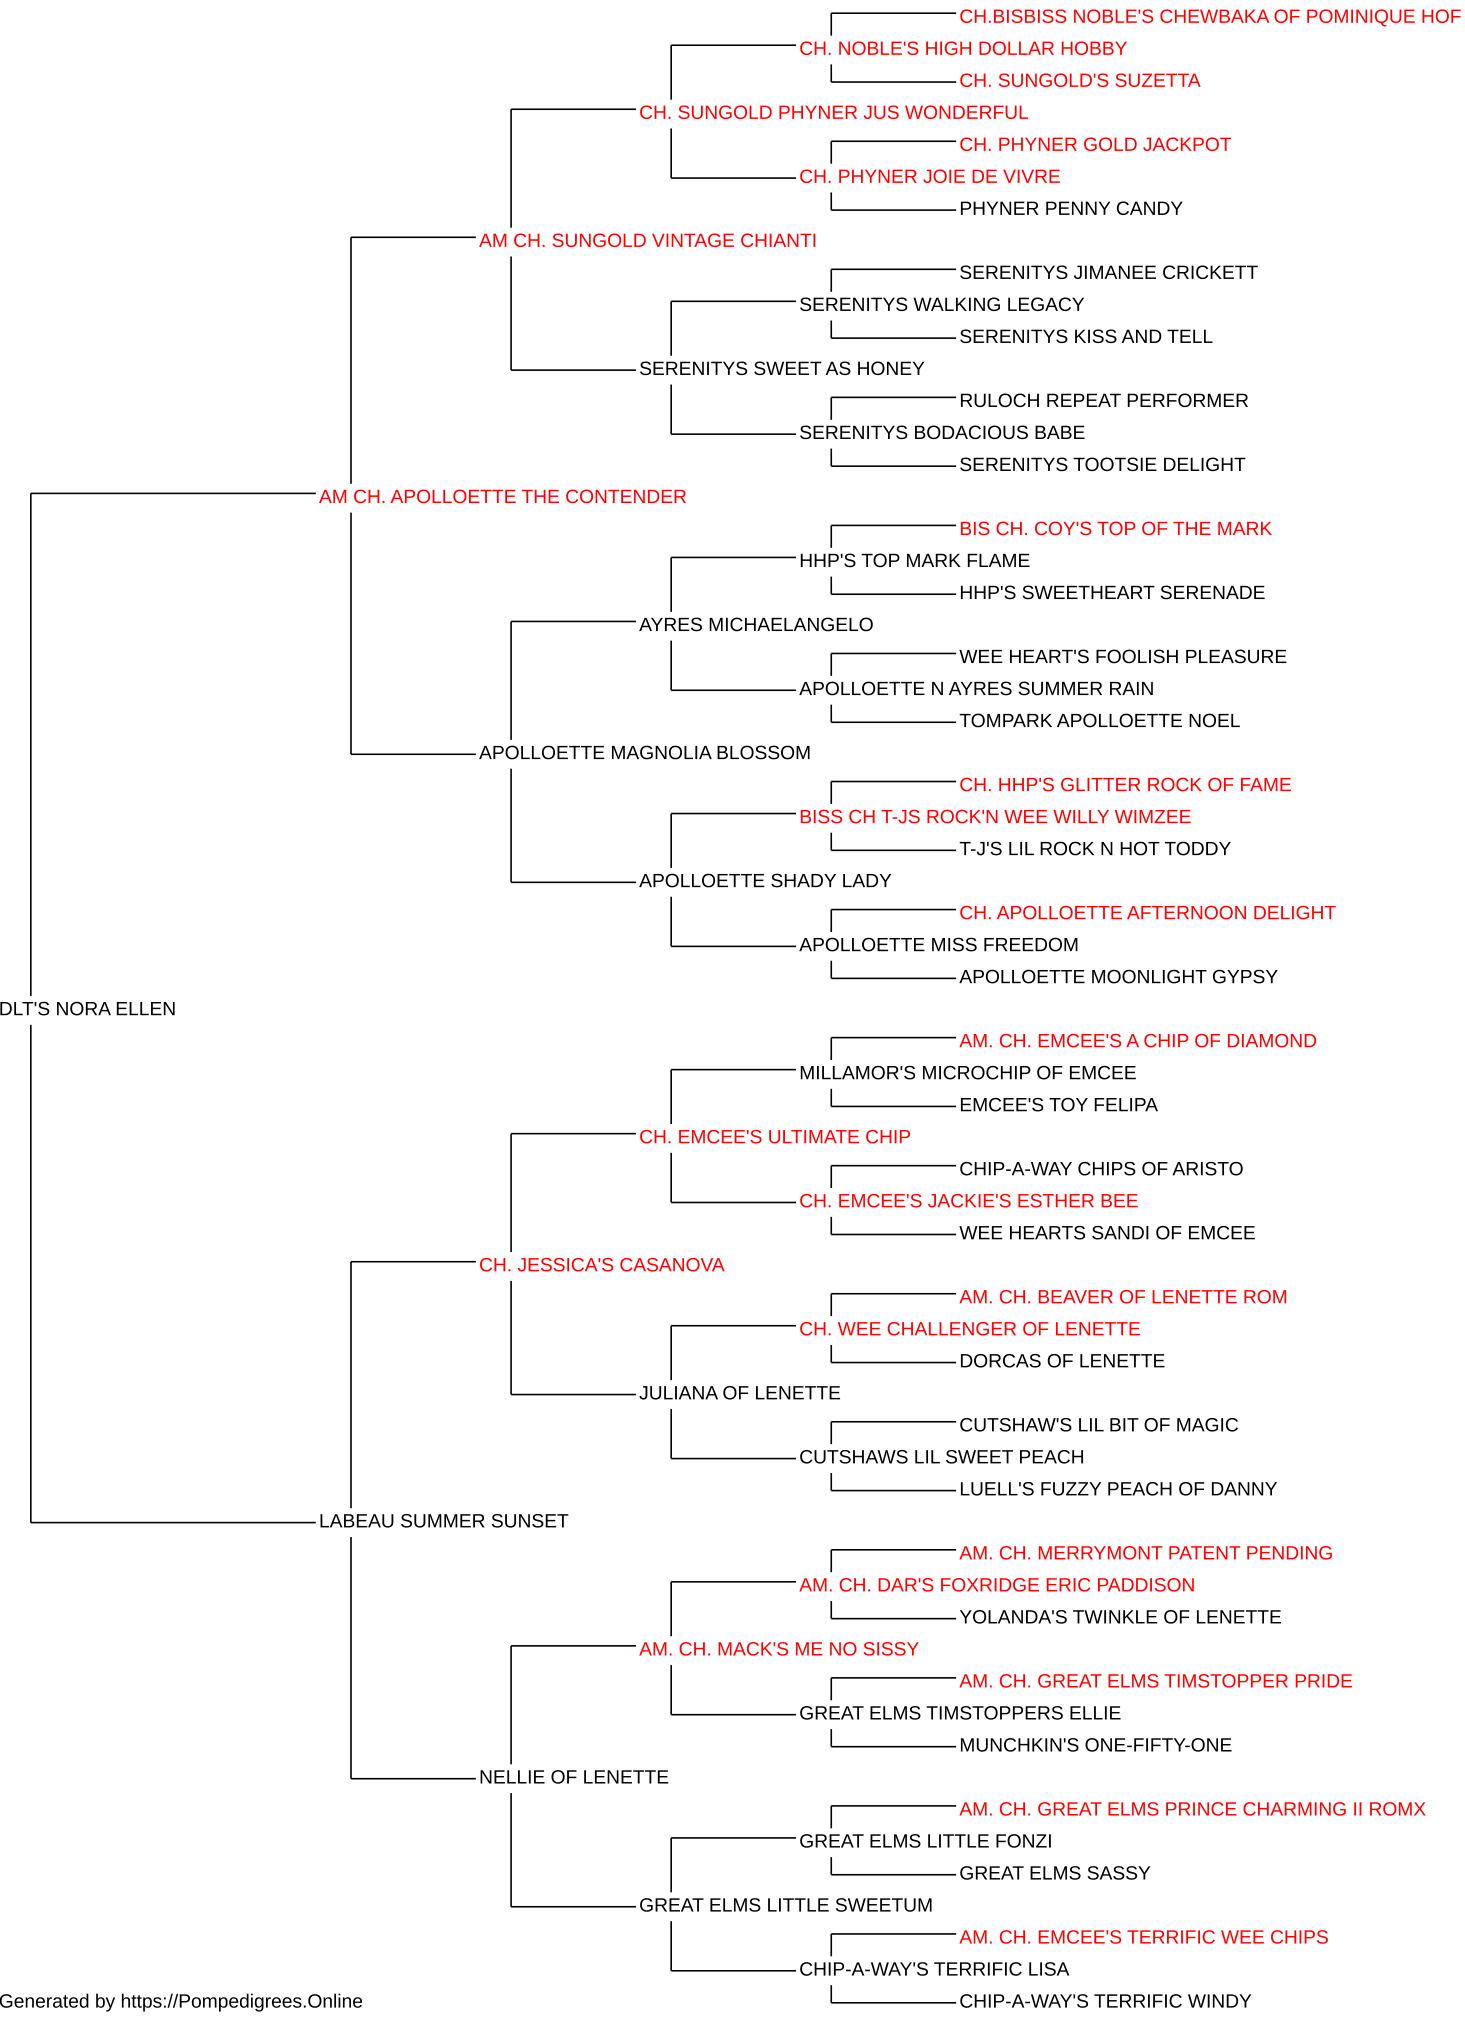 CH.BISBISS NOBLE'S CHEWBAKA OF POMINIQUE HOF
CH. NOBLE'S HIGH DOLLAR HOBBY
CH. SUNGOLD'S SUZETTA
CH. SUNGOLD PHYNER JUS WONDERFUL
CH. PHYNER GOLD JACKPOT
CH. PHYNER JOIE DE VIVRE
PHYNER PENNY CANDY
AM CH. SUNGOLD VINTAGE CHIANTI
SERENITYS JIMANEE CRICKETT
SERENITYS WALKING LEGACY
SERENITYS KISS AND TELL
SERENITYS SWEET AS HONEY
RULOCH REPEAT PERFORMER
SERENITYS BODACIOUS BABE
SERENITYS TOOTSIE DELIGHT
AM CH. APOLLOETTE THE CONTENDER
BIS CH. COY'S TOP OF THE MARK
HHP'S TOP MARK FLAME
HHP'S SWEETHEART SERENADE
AYRES MICHAELANGELO
WEE HEART'S FOOLISH PLEASURE
APOLLOETTE N AYRES SUMMER RAIN
TOMPARK APOLLOETTE NOEL
APOLLOETTE MAGNOLIA BLOSSOM
CH. HHP'S GLITTER ROCK OF FAME
BISS CH T-JS ROCK'N WEE WILLY WIMZEE
T-J'S LIL ROCK N HOT TODDY
APOLLOETTE SHADY LADY
CH. APOLLOETTE AFTERNOON DELIGHT
APOLLOETTE MISS FREEDOM
APOLLOETTE MOONLIGHT GYPSY
DLT'S NORA ELLEN
AM. CH. EMCEE'S A CHIP OF DIAMOND
MILLAMOR'S MICROCHIP OF EMCEE
EMCEE'S TOY FELIPA
CH. EMCEE'S ULTIMATE CHIP
CHIP-A-WAY CHIPS OF ARISTO
CH. EMCEE'S JACKIE'S ESTHER BEE
WEE HEARTS SANDI OF EMCEE
CH. JESSICA'S CASANOVA
AM. CH. BEAVER OF LENETTE ROM
CH. WEE CHALLENGER OF LENETTE
DORCAS OF LENETTE
JULIANA OF LENETTE
CUTSHAW'S LIL BIT OF MAGIC
CUTSHAWS LIL SWEET PEACH
LUELL'S FUZZY PEACH OF DANNY
LABEAU SUMMER SUNSET
AM. CH. MERRYMONT PATENT PENDING
AM. CH. DAR'S FOXRIDGE ERIC PADDISON
YOLANDA'S TWINKLE OF LENETTE
AM. CH. MACK'S ME NO SISSY
AM. CH. GREAT ELMS TIMSTOPPER PRIDE
GREAT ELMS TIMSTOPPERS ELLIE
MUNCHKIN'S ONE-FIFTY-ONE
NELLIE OF LENETTE
AM. CH. GREAT ELMS PRINCE CHARMING II ROMX
GREAT ELMS LITTLE FONZI
GREAT ELMS SASSY
GREAT ELMS LITTLE SWEETUM
AM. CH. EMCEE'S TERRIFIC WEE CHIPS
CHIP-A-WAY'S TERRIFIC LISA
CHIP-A-WAY'S TERRIFIC WINDY
Generated by https://Pompedigrees.Online